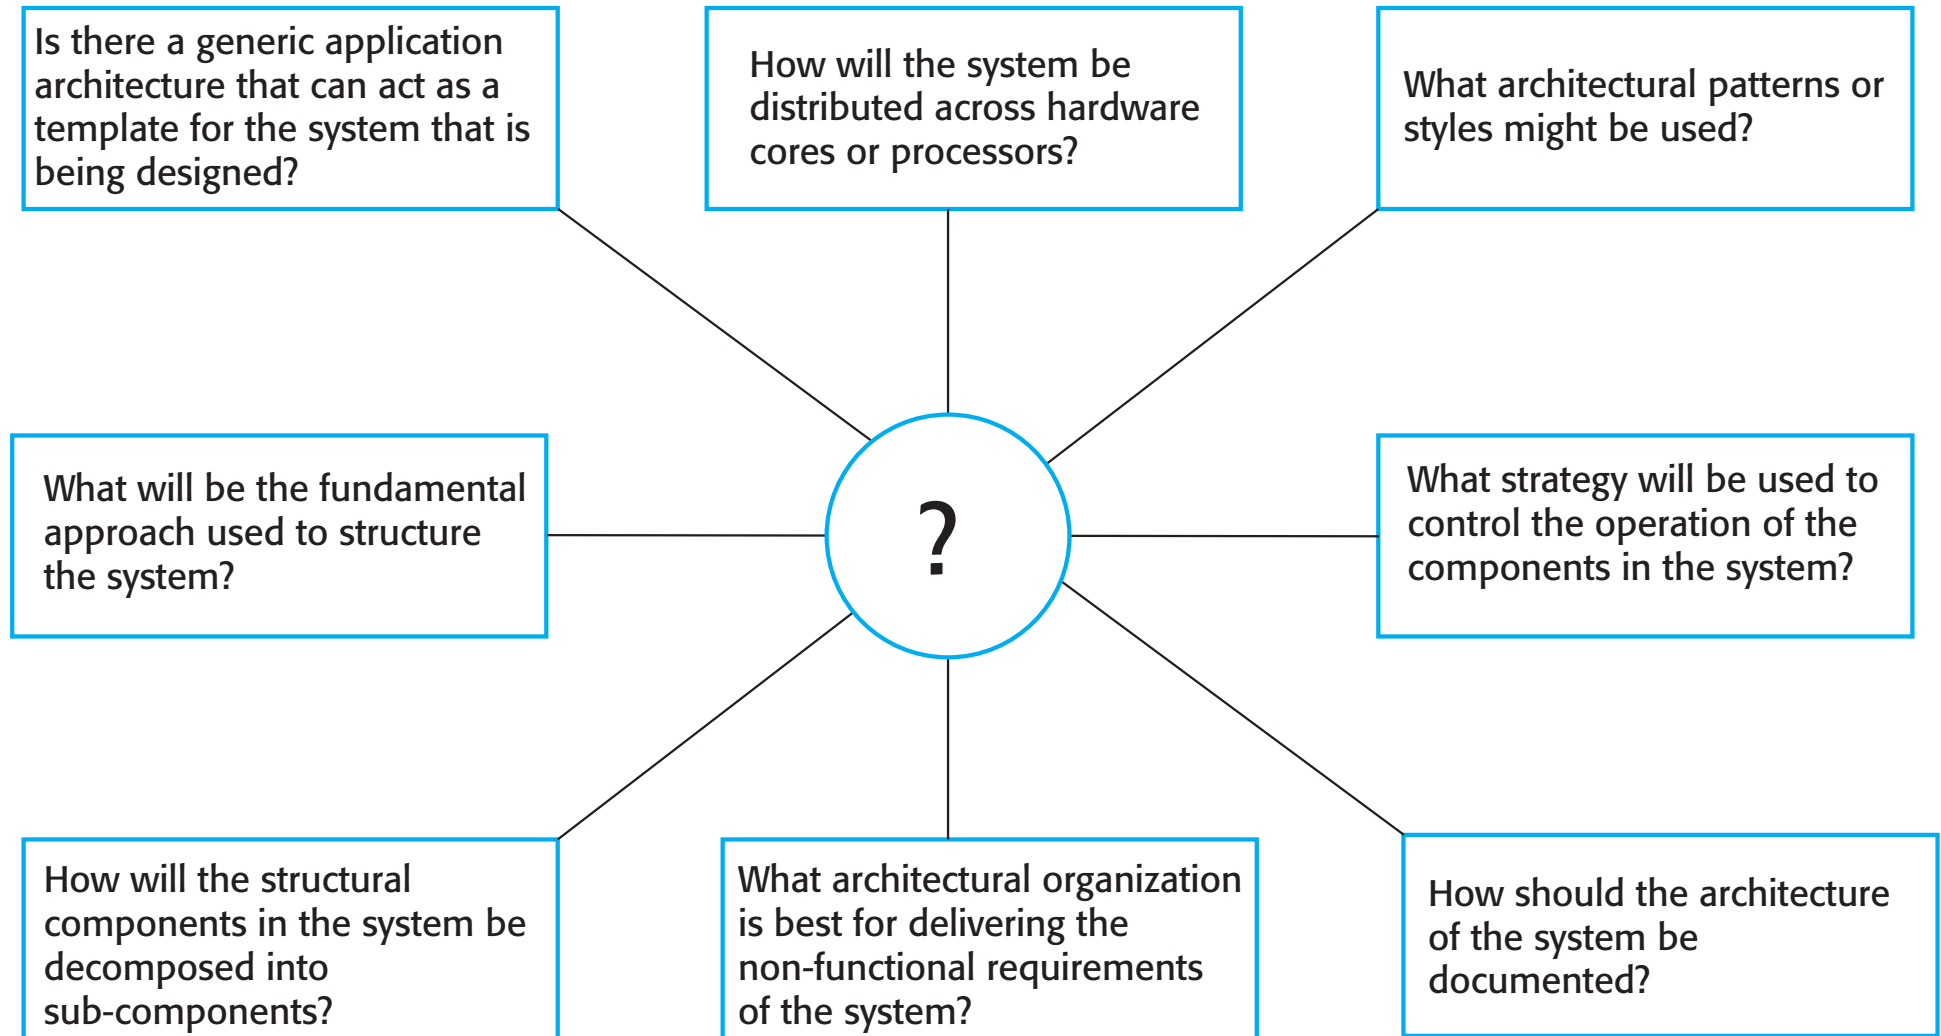 Is there a generic application
architecture that can act as a
template for the system that is
being designed?
How will the system be
distributed across hardware
cores or processors?
What architectural patterns or
styles might be used?
What will be the fundamental
approach used to structure
the system?
?
What strategy will be used to
control the operation of the
components in the system?
How will the structural
components in the system be
decomposed into
sub-components?
What architectural organization
is best for delivering the
non-functional requirements
of the system?
How should the architecture
of the system be
documented?